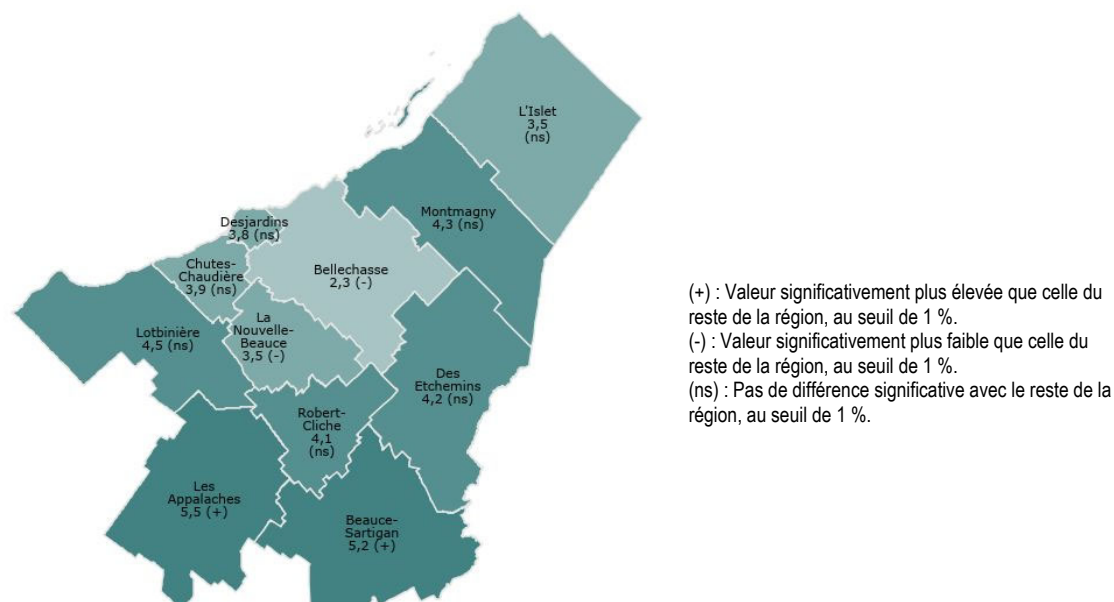 L'Islet
3,5
(ns)
Montmagny
4,3 (ns)
Desjardins
3,8 (ns)
Bellechasse
2,3 (-)
Chutes-
Chaudière
3,9 (ns)
La
Nouvelle-
Beauce
3,5 (-)
Lotbinière
4,5 (ns)
Des
Etchemins
4,2 (ns)
Robert-
Cliche
4,1
(ns)
Les
Appalaches
5,5 (+)
Beauce-
Sartigan
5,2 (+)
(+) : Valeur significativement plus élevée que celle du
reste de la région, au seuil de 1 %.
(-) : Valeur significativement plus faible que celle du
reste de la région, au seuil de 1 %.
(ns) : Pas de différence significative avec le reste de la
région, au seuil de 1 %.